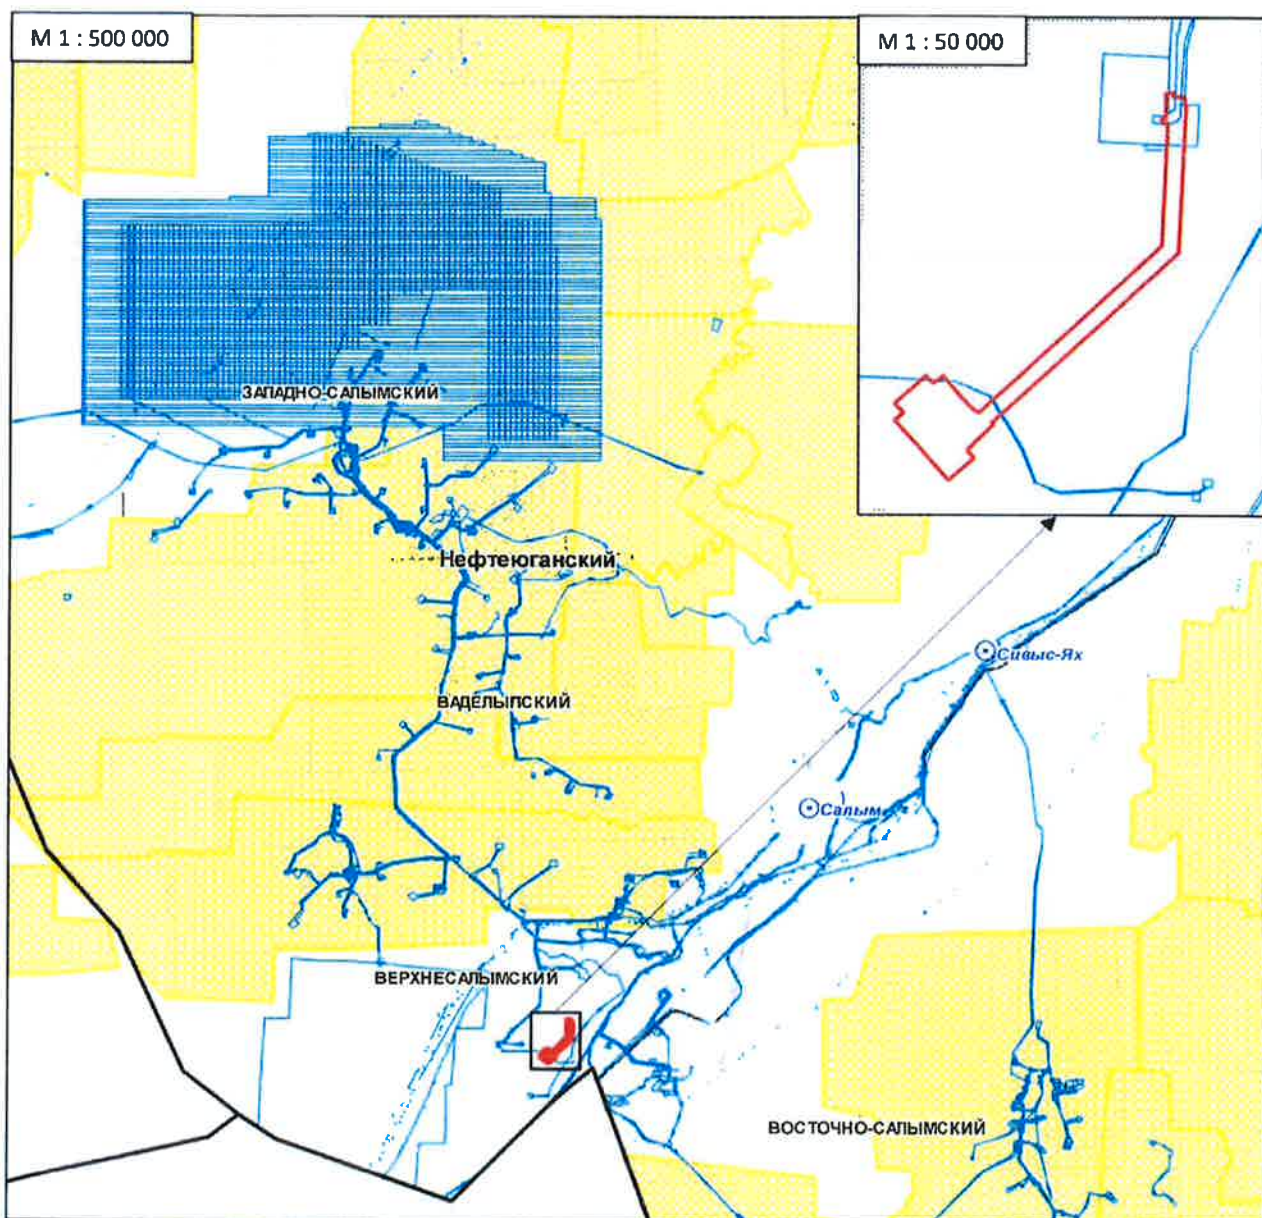 М 1 : 500 000
М 1 : 50 000
ЗАПАДНО-САЛЫМСКИЙ
Нефтеюганский
Сивыс-Ях
ВАДЕЛЫПСКИЙ
Салым
ВЕРХНЕСАЛЫМСКИЙ
ВОСТОЧНО-САЛЫМСКИЙ